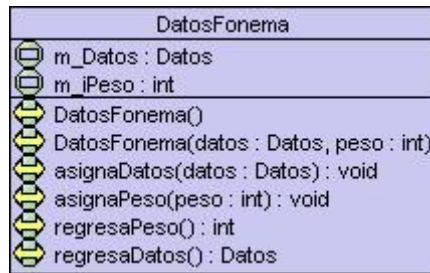 DatosFonema
m_Datos : Datos
m_iPeso : int
DatosFonema()
DatosFonema(datos : Datos, peso : int)
asignaDatos(datos : Datos) : void
asignaPeso(peso : int) : void
regresaPeso() : int
regresaDatos() : Datos